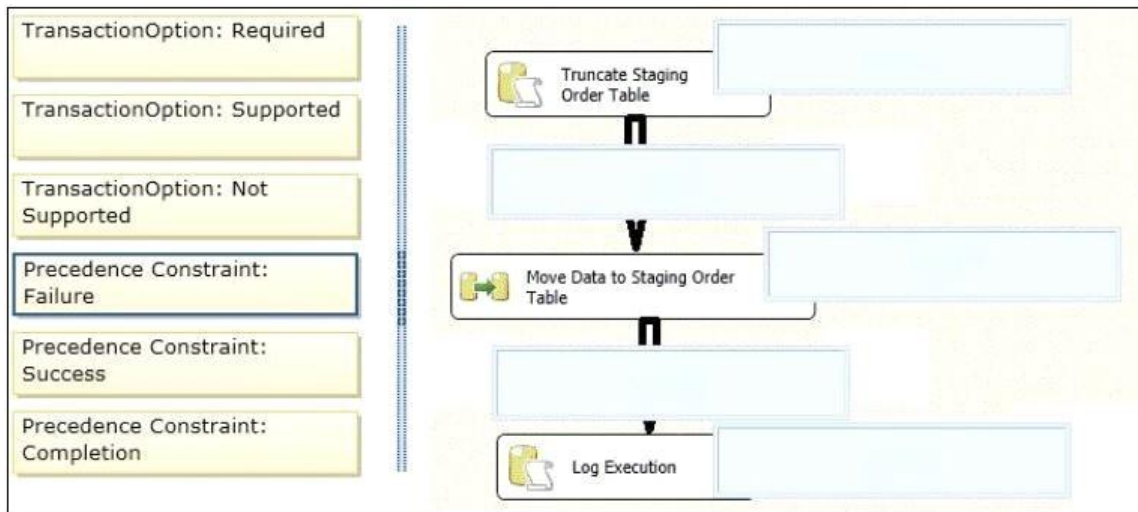 TransactionOption: Required
TransactionOption: Supported
TransactionOption: Not
Supported
Precedence Constraint:
Failure
Precedence Constraint:
Success
Precedence Constraint:
Completion
Truncate Staging
Order Table
Move Data to Staging Order
Table
Log Execution